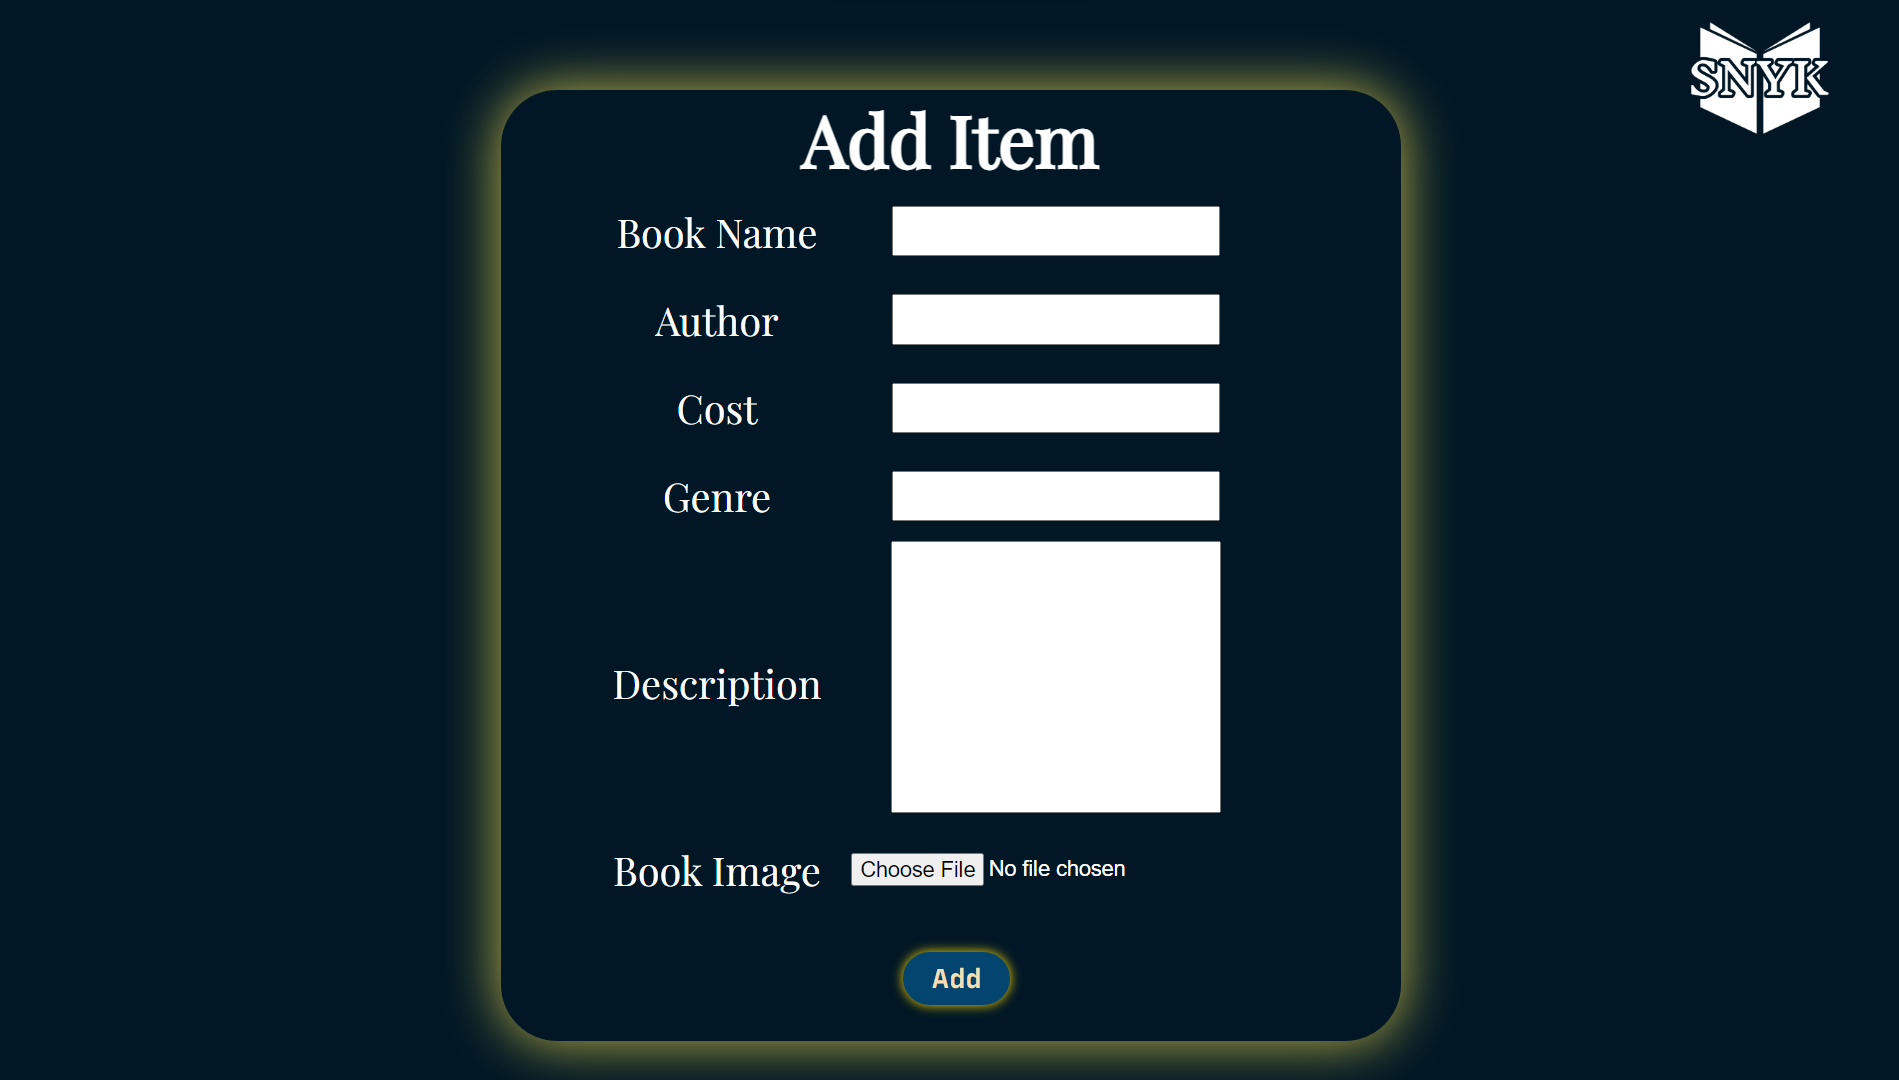 SNYK
Add Item
Book Name
Author
Cost
Genre
Description
Book Image Choose File No file chosen
Add